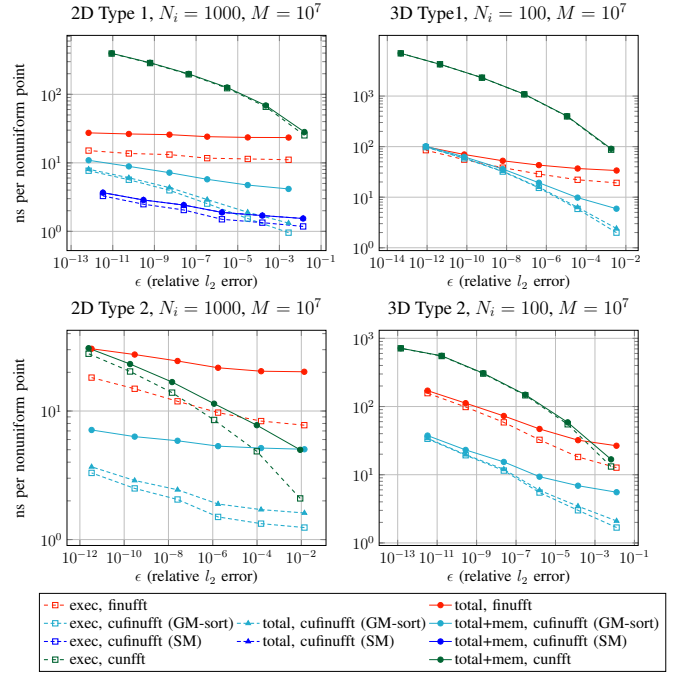 2D Type 1, N_i = 1000, M = 10^7
3D Type1, N_i = 100, M = 10^7
ns per nonuniform point
10^2
10^1
10^0
10^-13 10^-11 10^-9 10^-7 10^-5 10^-3 10^-1
ϵ (relative l_2 error)
10^3
10^2
10^1
10^0
10^-14 10^-12 10^-10 10^-8 10^-6 10^-4 10^-2
ϵ (relative l_2 error)
2D Type 2, N_i = 1000, M = 10^7
3D Type 2, N_i = 100, M = 10^7
ns per nonuniform point
10^1
10^0
10^-12 10^-10 10^-8 10^-6 10^-4 10^-2
ϵ (relative l_2 error)
10^3
10^2
10^1
10^0
10^-13 10^-11 10^-9 10^-7 10^-5 10^-3 10^-1
ϵ (relative l_2 error)
exec, finufft total, finufft
exec, cufinufft (GM-sort) total, cufinufft (GM-sort) total+mem, cufinufft (GM-sort)
exec, cufinufft (SM) total, cufinufft (SM) total+mem, cufinufft (SM)
exec, cunfft total+mem, cunfft